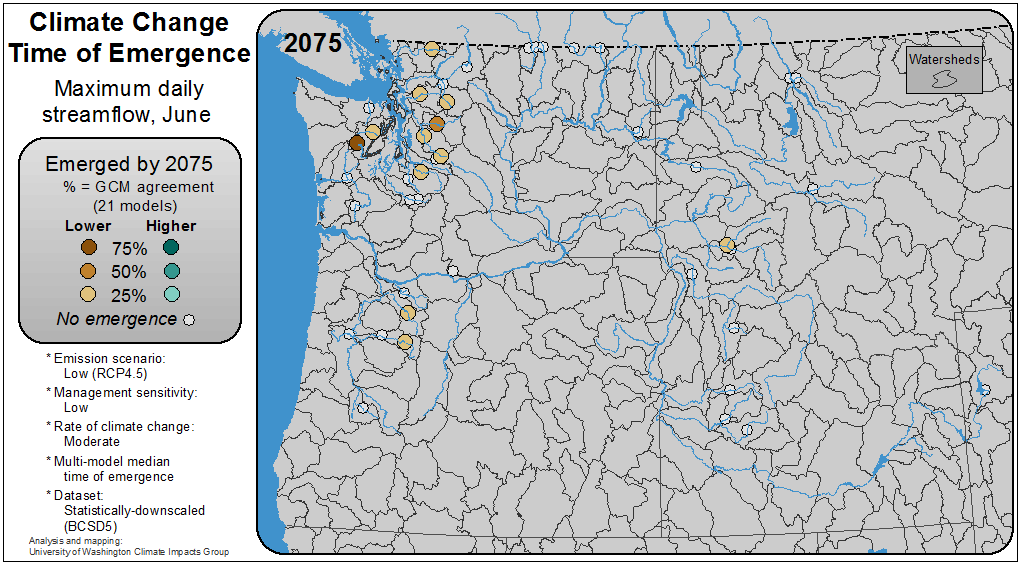 Climate Change
Time of Emergence
Maximum daily
streamflow, June
Emerged by 2075
% = GCM agreement
(21 models)
Lower Higher
75%
50%
25%
No emergence
* Emission scenario:
Low (RCP4.5)
* Management sensitivity:
Low
* Rate of climate change:
Moderate
* Multi-model median
time of emergence
* Dataset:
Statistically-downscaled
(BCSD5)
Analysis and mapping:
University of Washington Climate Impacts Group
2075
Watersheds